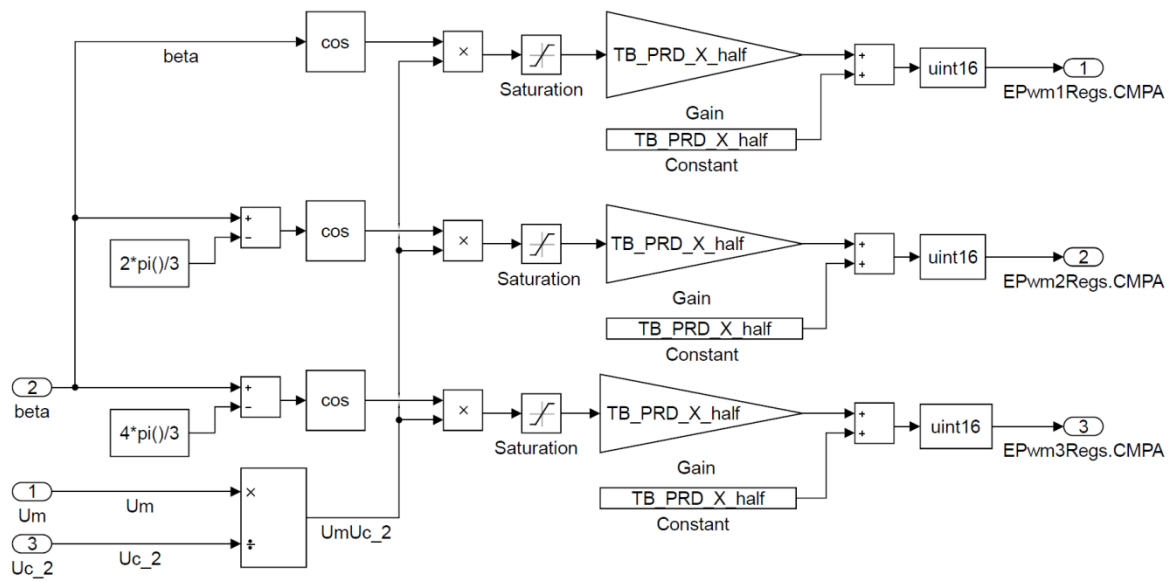 beta
cos
×
Saturation
TB_PRD_X_half
Gain
TB_PRD_X_half
Constant
+
+
uint16
1
EPwm1Regs.CMPA
2*pi()/3
+
−
cos
×
Saturation
TB_PRD_X_half
Gain
TB_PRD_X_half
Constant
+
+
uint16
2
EPwm2Regs.CMPA
2
beta
4*pi()/3
+
−
cos
×
Saturation
TB_PRD_X_half
Gain
TB_PRD_X_half
Constant
+
+
uint16
3
EPwm3Regs.CMPA
1
Um
Um
×
3
Uc_2
Uc_2
÷
UmUc_2